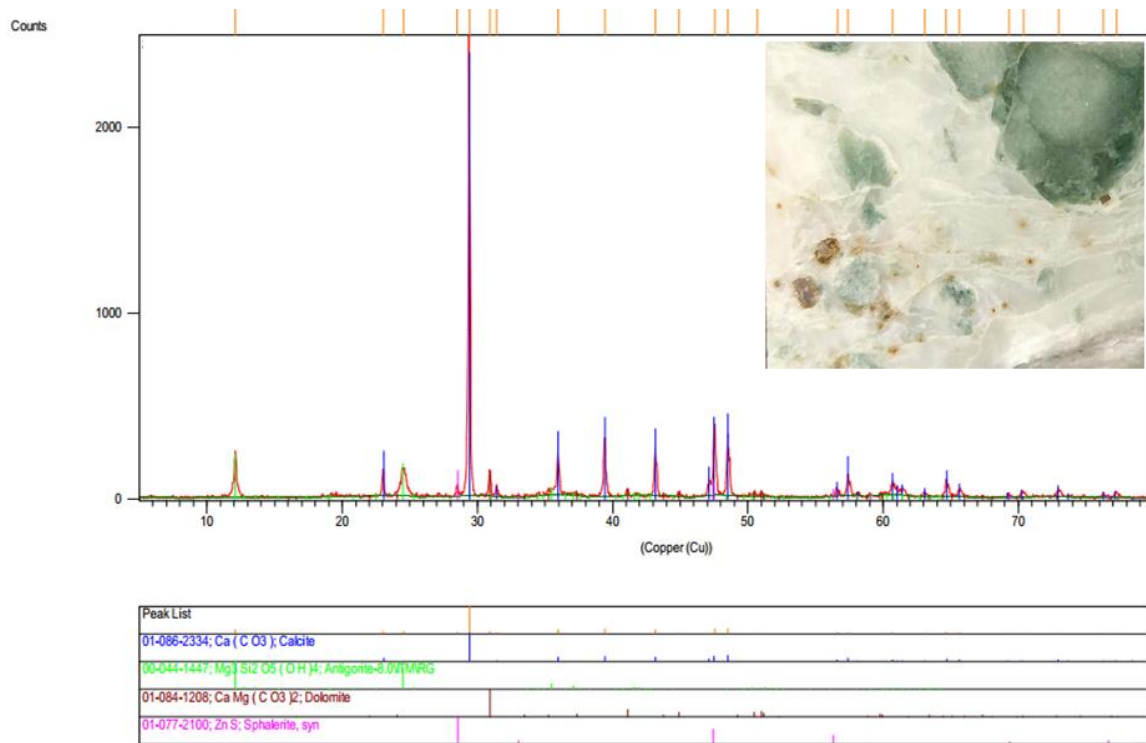 Counts
2000
1000
0
10 20 30 40 50 60 70
(Copper (Cu))
Peak List
01-086-2334; Ca ( C O3 ); Calcite
00-044-1447; Mg3 Si2 O5 ( O H )4; Antigorite-8.0\ITM\RG
01-084-1208; Ca Mg ( C O3 )2; Dolomite
01-077-2100; Zn S; Sphalerite, syn